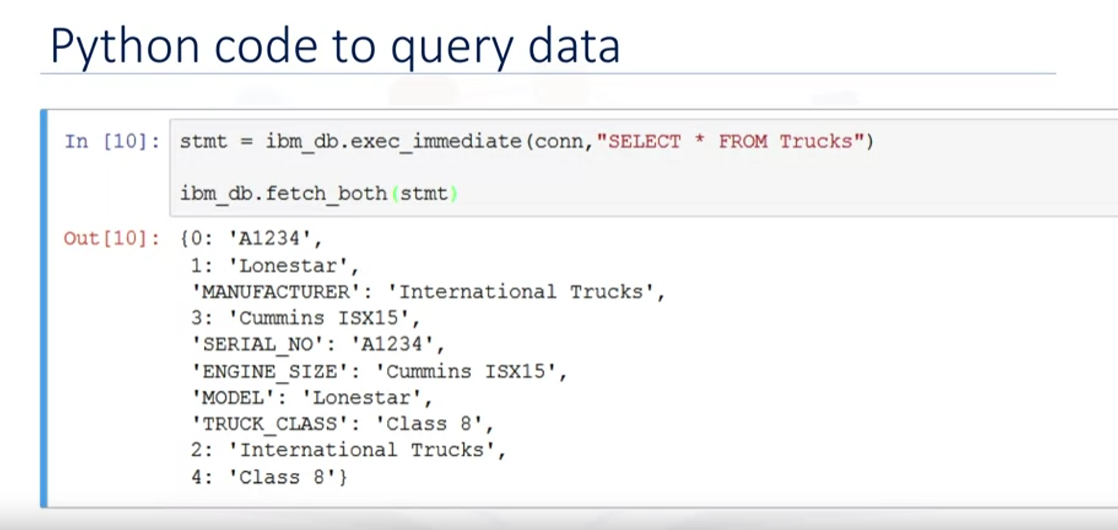 Python code to query data
In [10]: stmt = ibm_db.exec_immediate(conn,"SELECT * FROM Trucks")
ibm_db.fetch_both(stmt)
Out[10]: {0: 'A1234',
1: 'Lonestar',
'MANUFACTURER': 'International Trucks',
3: 'Cummins ISX15',
'SERIAL_NO': 'A1234',
'ENGINE_SIZE': 'Cummins ISX15',
'MODEL': 'Lonestar',
'TRUCK_CLASS': 'Class 8',
2: 'International Trucks',
4: 'Class 8'}